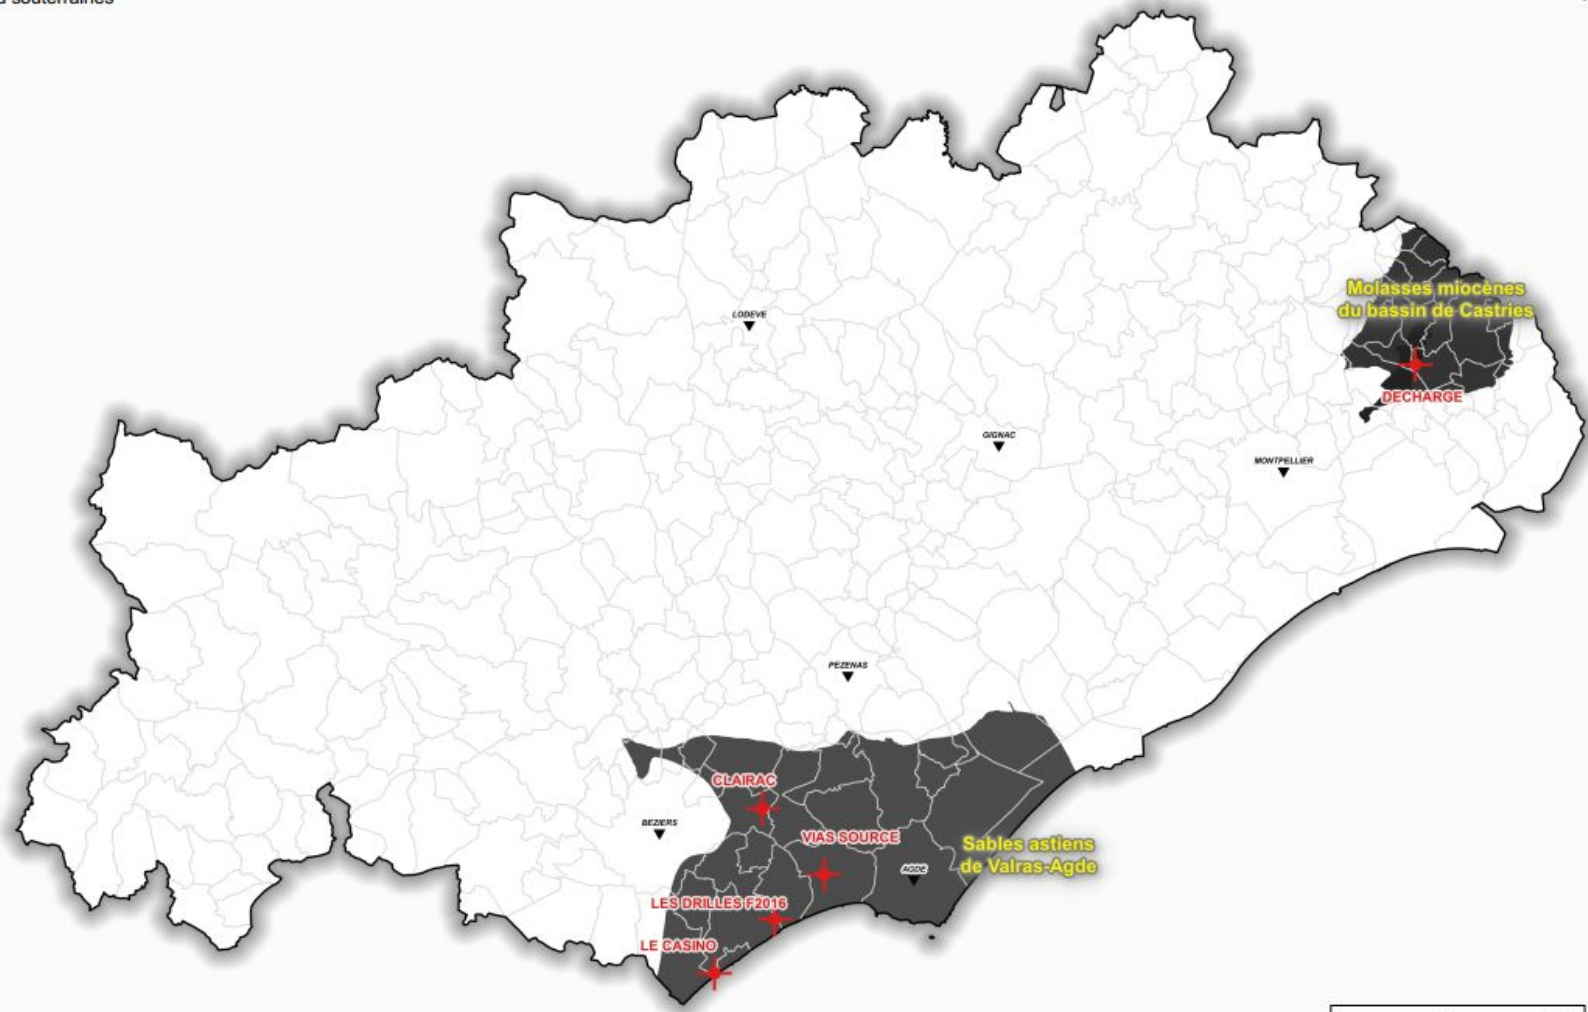 Molasses miocènes
du bassin de Castries
LODEVE
DECHARGE
GIGNAC
MONTPELLIER
PEZENAS
CLAIRAC
BEZIERS
VIAS SOURCE
Sables astiens
de Valras-Agde
AGDE
LES DRILLES F2016
LE CASINO